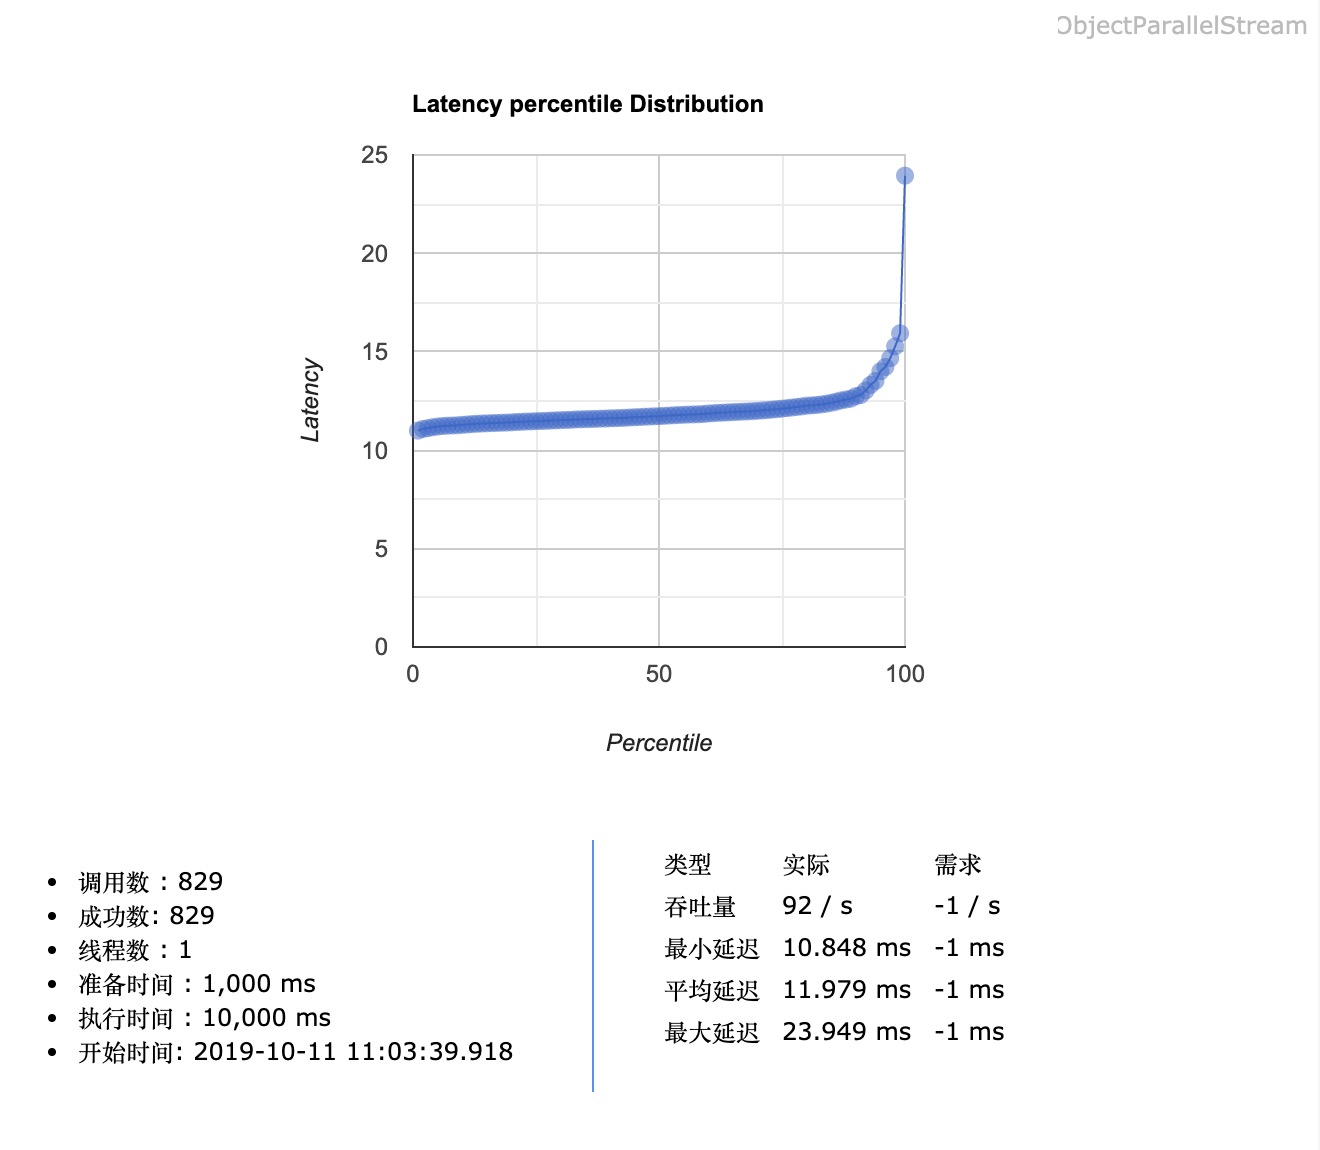 ObjectParallelStream
Latency percentile Distribution
25
20
15
10
5
0
Latency
0 50 100
Percentile
调用数：829
成功数: 829
线程数：1
准备时间：1,000 ms
执行时间：10,000 ms
开始时间: 2019-10-11 11:03:39.918
类型 实际 需求
吞吐量 92 / s -1 / s
最小延迟 10.848 ms -1 ms
平均延迟 11.979 ms -1 ms
最大延迟 23.949 ms -1 ms